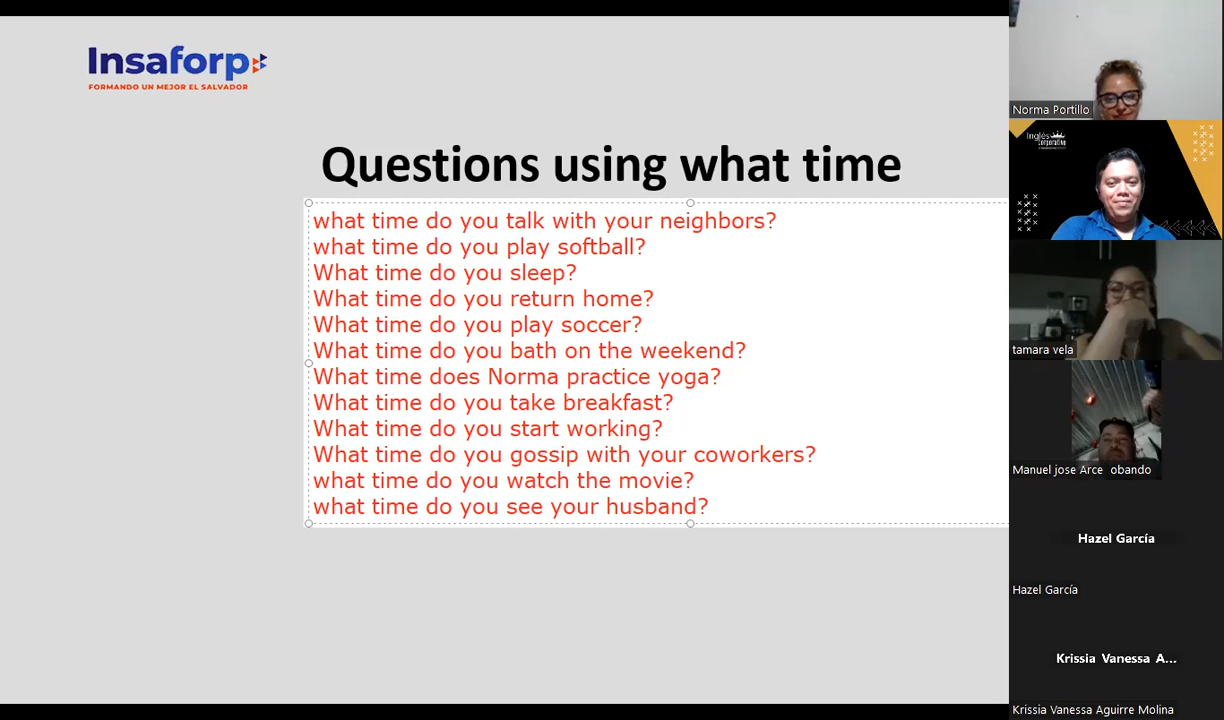 Insaforp
FORMANDO UN MEJOR EL SALVADOR
Questions using what time
what time do you talk with your neighbors?
what time do you play softball?
What time do you sleep?
What time do you return home?
What time do you play soccer?
What time do you bath on the weekend?
What time does Norma practice yoga?
What time do you take breakfast?
What time do you start working?
What time do you gossip with your coworkers?
what time do you watch the movie?
what time do you see your husband?
Norma Portillo
Inglés
Corporativo
tamara vela
Manuel jose Arce obando
Hazel García
Hazel García
Krissia Vanessa A...
Krissia Vanessa Aguirre Molina